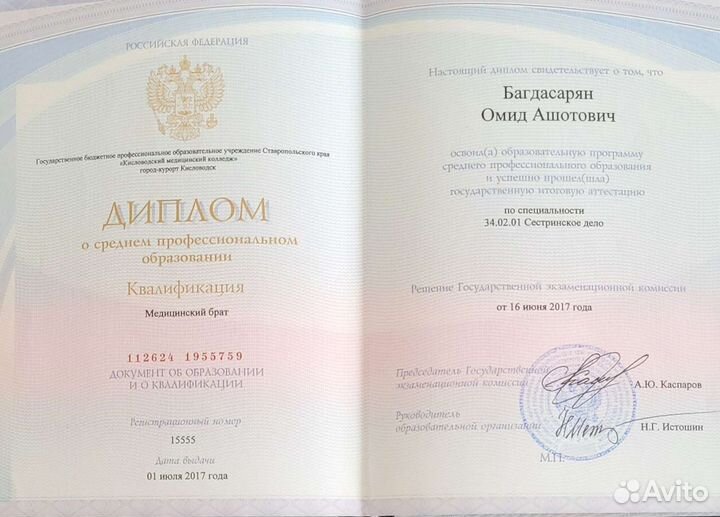 РОССИЙСКАЯ ФЕДЕРАЦИЯ
Государственное бюджетное профессиональное образовательное учреждение Ставропольского края
«Кисловодский медицинский колледж»
город-курорт Кисловодск
ДИПЛОМ
о среднем профессиональном
образовании
Квалификация
Медицинский брат
112624 1955759
ДОКУМЕНТ ОБ ОБРАЗОВАНИИ
И О КВАЛИФИКАЦИИ
Регистрационный номер
15555
Дата выдачи
01 июля 2017 года
Настоящий диплом свидетельствует о том, что
Багдасарян
Омид Ашотович
освоил(а) образовательную программу
среднего профессионального образования
и успешно прошел(шла)
государственную итоговую аттестацию
по специальности
34.02.01 Сестринское дело
Решение Государственной экзаменационной комиссии
от 16 июня 2017 года
Председатель Государственной
экзаменационной комиссии
А.Ю. Каспаров
Руководитель
образовательной организации
Н.Г. Истошин
М.П.
Avito